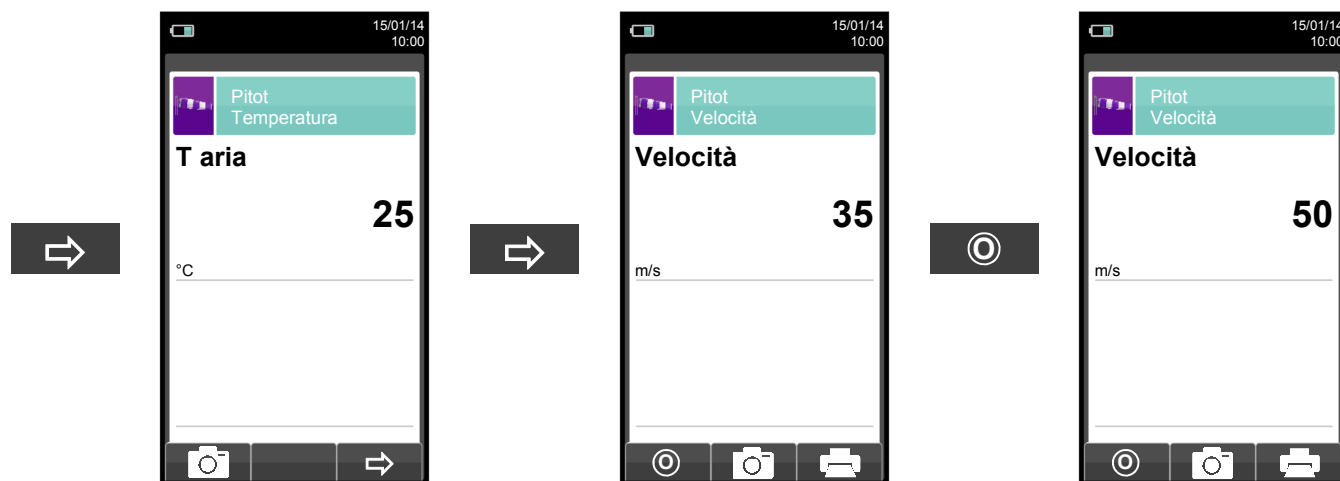 15/01/14
10:00
Pitot
Temperatura
T aria
25
°C
15/01/14
10:00
Pitot
Velocità
Velocità
35
m/s
15/01/14
10:00
Pitot
Velocità
Velocità
50
m/s